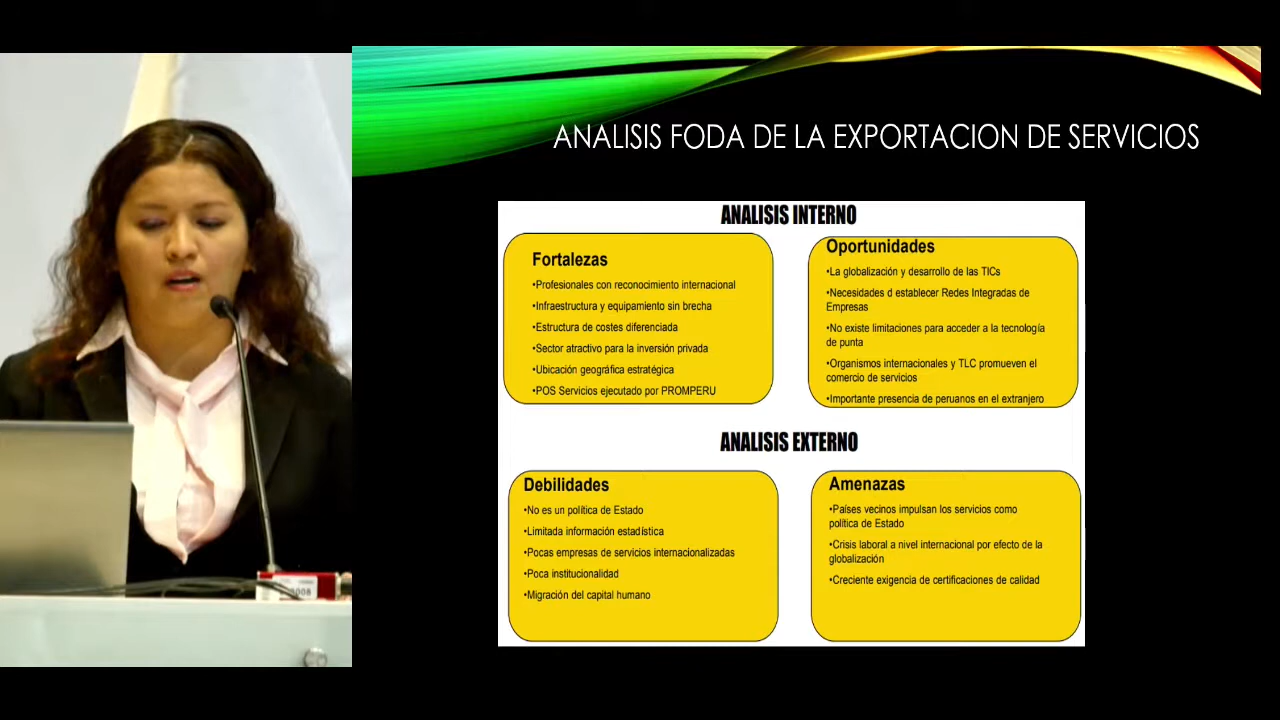 ANALISIS FODA DE LA EXPORTACION DE SERVICIOS
ANALISIS INTERNO
Fortalezas
•Profesionales con reconocimiento internacional
•Infraestructura y equipamiento sin brecha
•Estructura de costes diferenciada
•Sector atractivo para la inversión privada
•Ubicación geográfica estratégica
•POS Servicios ejecutado por PROMPERU
Oportunidades
•La globalización y desarrollo de las TICs
•Necesidades d establecer Redes Integradas de
Empresas
•No existe limitaciones para acceder a la tecnología
de punta
•Organismos internacionales y TLC promueven el
comercio de servicios
•Importante presencia de peruanos en el extranjero
ANALISIS EXTERNO
Debilidades
•No es un política de Estado
•Limitada información estadística
•Pocas empresas de servicios internacionalizadas
•Poca institucionalidad
•Migración del capital humano
Amenazas
•Países vecinos impulsan los servicios como
política de Estado
•Crisis laboral a nivel internacional por efecto de la
globalización
•Creciente exigencia de certificaciones de calidad